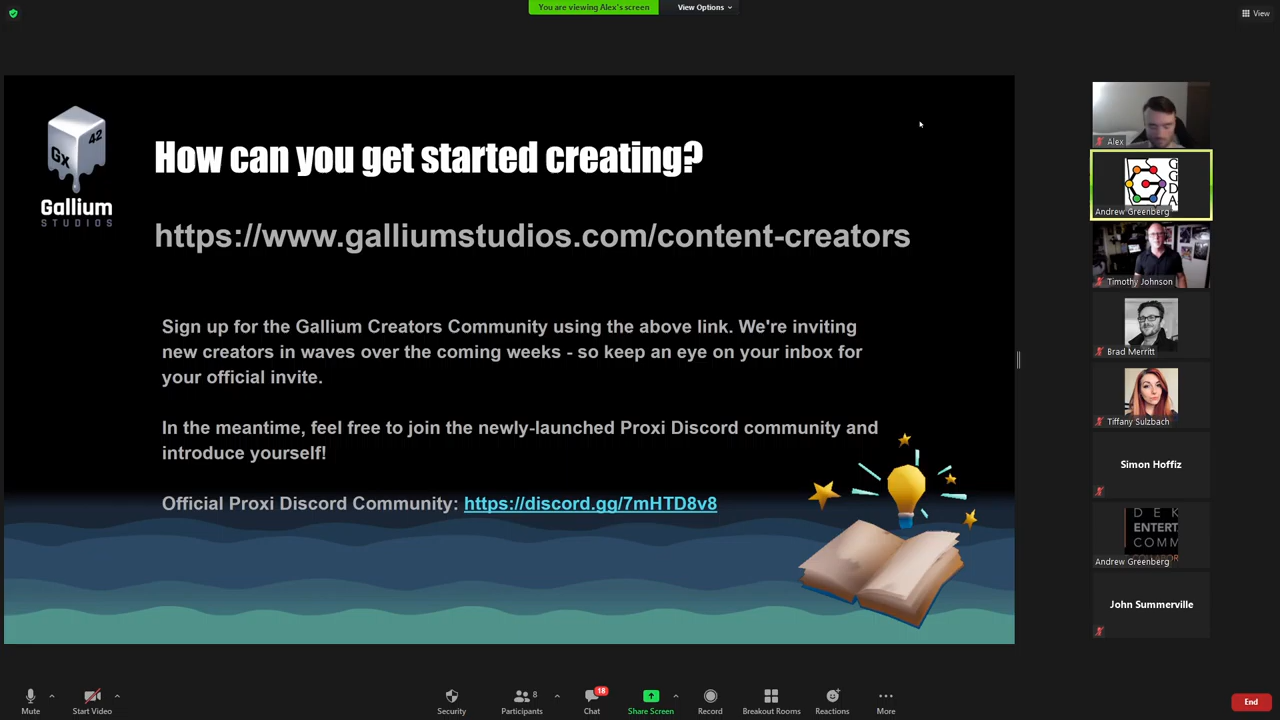 You are viewing Alex's screen
View Options
View
42
Gx
Gallium
STUDIOS
How can you get started creating?
https://www.galliumstudios.com/content-creators
Sign up for the Gallium Creators Community using the above link. We're inviting
new creators in waves over the coming weeks - so keep an eye on your inbox for
your official invite.
In the meantime, feel free to join the newly-launched Proxi Discord community and
introduce yourself!
Official Proxi Discord Community: https://discord.gg/7mHTD8v8
Alex
G
G
D
A
Andrew Greenberg
Timothy Johnson
Brad Merritt
Tiffany Sulzbach
Simon Hoffiz
D E K
ENTERT
COMM
Andrew Greenberg
John Summerville
Mute
Start Video
Security
8
Participants
18
Chat
Share Screen
Record
Breakout Rooms
Reactions
More
End